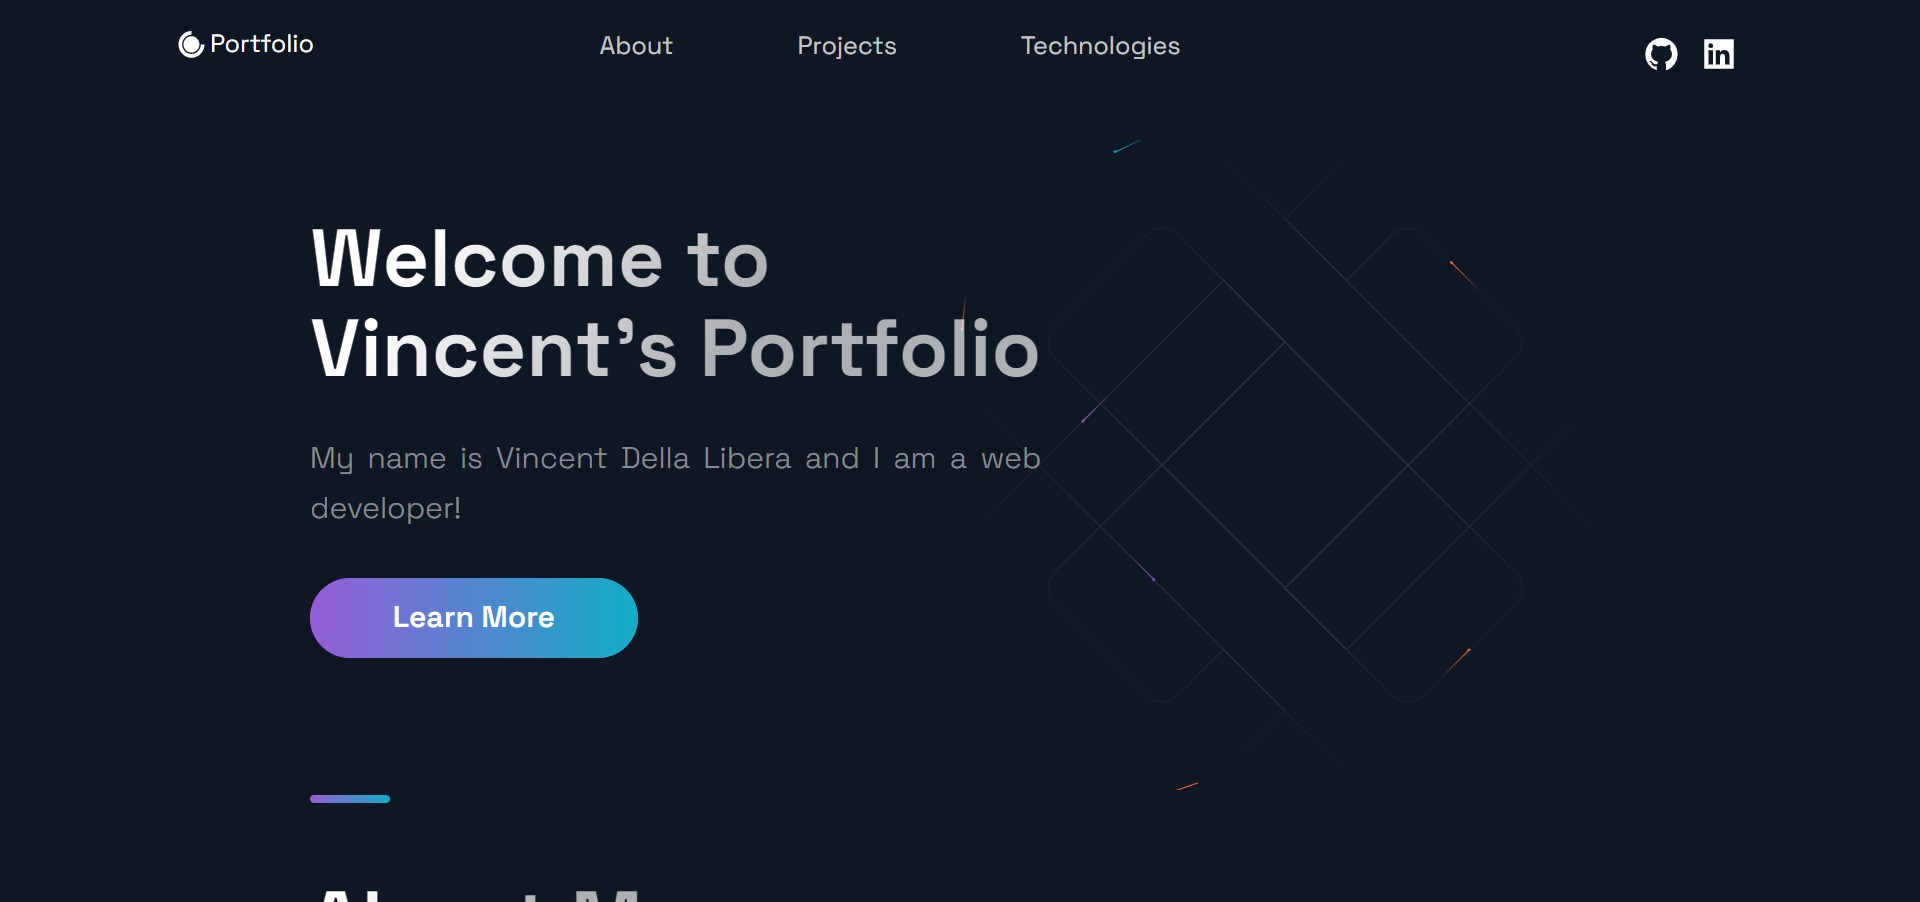 Portfolio
About
Projects
Technologies
Welcome to
Vincent’s Portfolio
My name is Vincent Della Libera and I am a web
developer!
Learn More